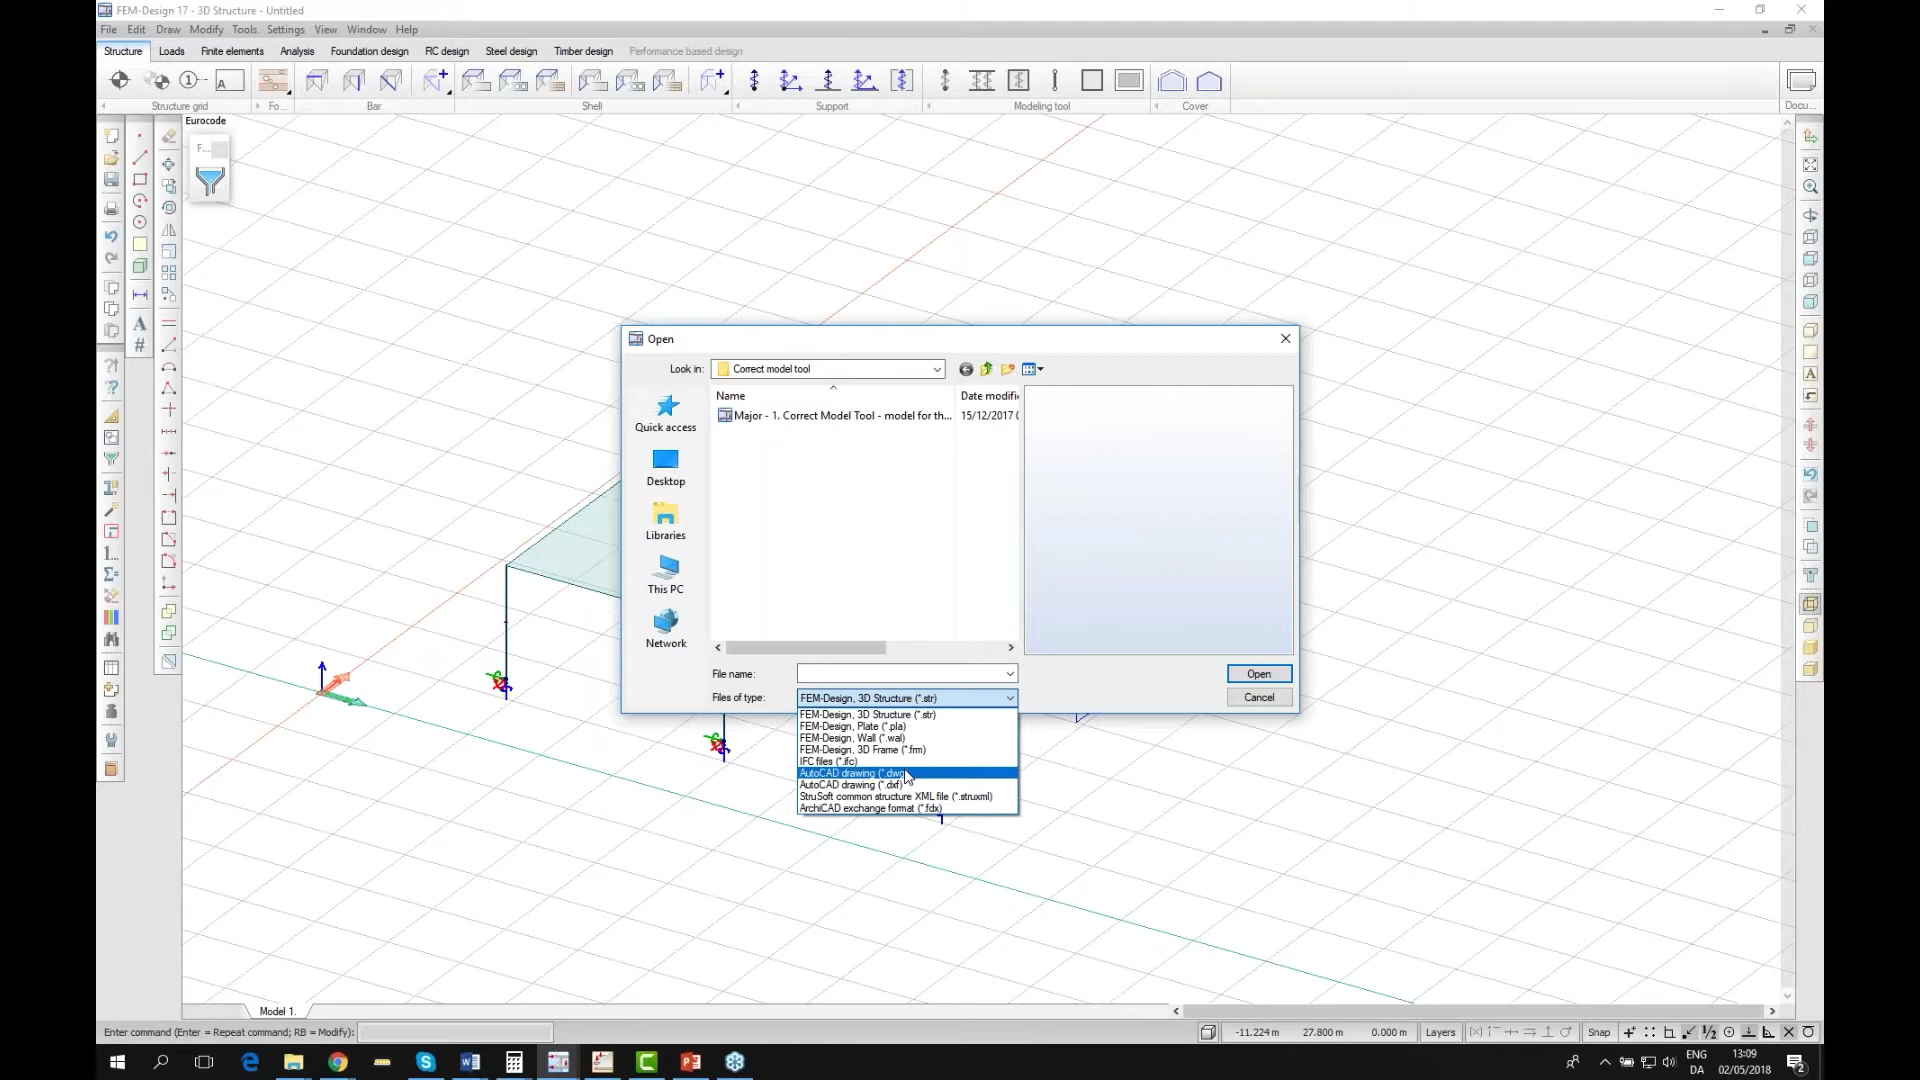 FEM-Design 17 - 3D Structure - Untitled
File Edit Draw Modify Tools Settings View Window Help
Structure Loads Finite elements Analysis Foundation design RC design Steel design Timber design Performance based design
Structure grid Fo... Bar Shell Support Modeling tool Cover Docu...
Eurocode
F...
Open
Look in: Correct model tool
Name Date modifi
Major - 1. Correct Model Tool - model for th... 15/12/2017
Quick access
Desktop
Libraries
This PC
Network
File name: Open
Files of type: FEM-Design, 3D Structure (*.str) Cancel
FEM-Design, 3D Structure (*.str)
FEM-Design, Plate (*.pla)
FEM-Design, Wall (*.wal)
FEM-Design, 3D Frame (*.frm)
IFC files (*.ifc)
AutoCAD drawing (*.dwg
AutoCAD drawing (*.dxf)
StruSoft common structure XML file (*.struxml)
ArchiCAD exchange format (*.fdx)
Model 1.
Enter command (Enter = Repeat command; RB = Modify): -11.224 m 27.800 m 0.000 m Layers Snap
ENG 13:09
DA 02/05/2018